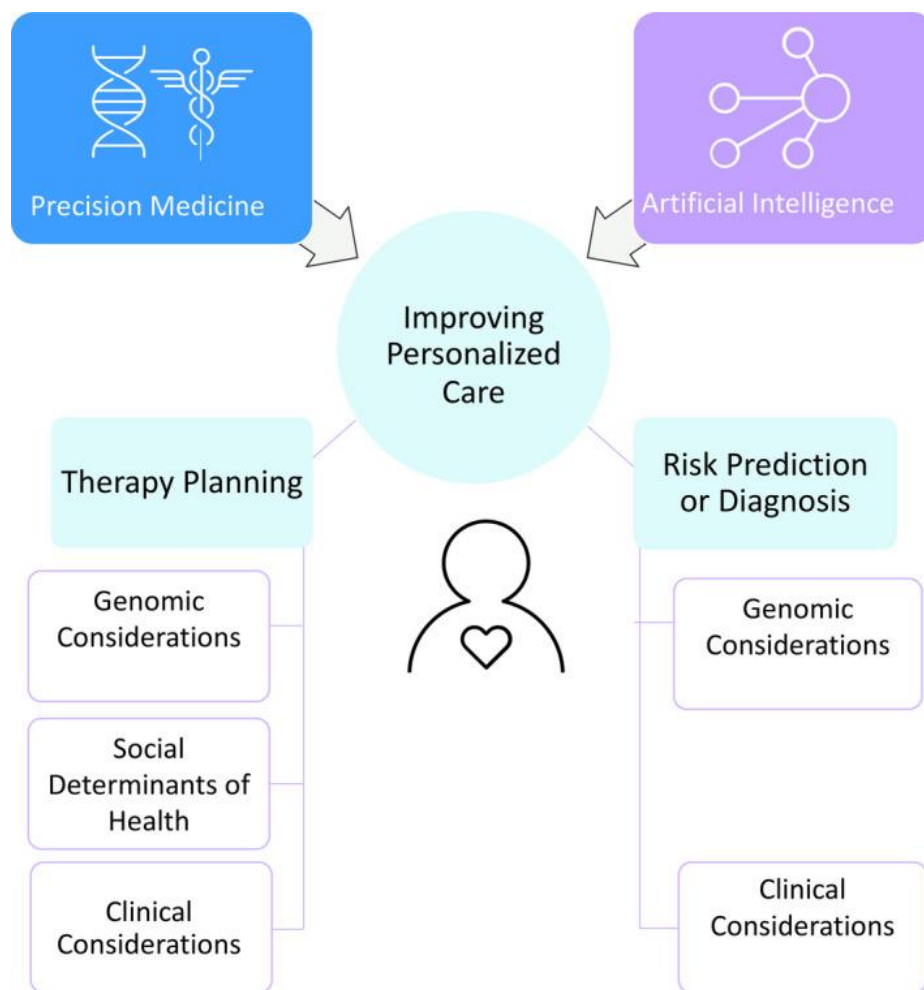 Precision Medicine
Artificial Intelligence
Improving
Personalized
Care
Therapy Planning
Genomic
Considerations
Social
Determinants of
Health
Clinical
Considerations
Risk Prediction
or Diagnosis
Genomic
Considerations
Clinical
Considerations